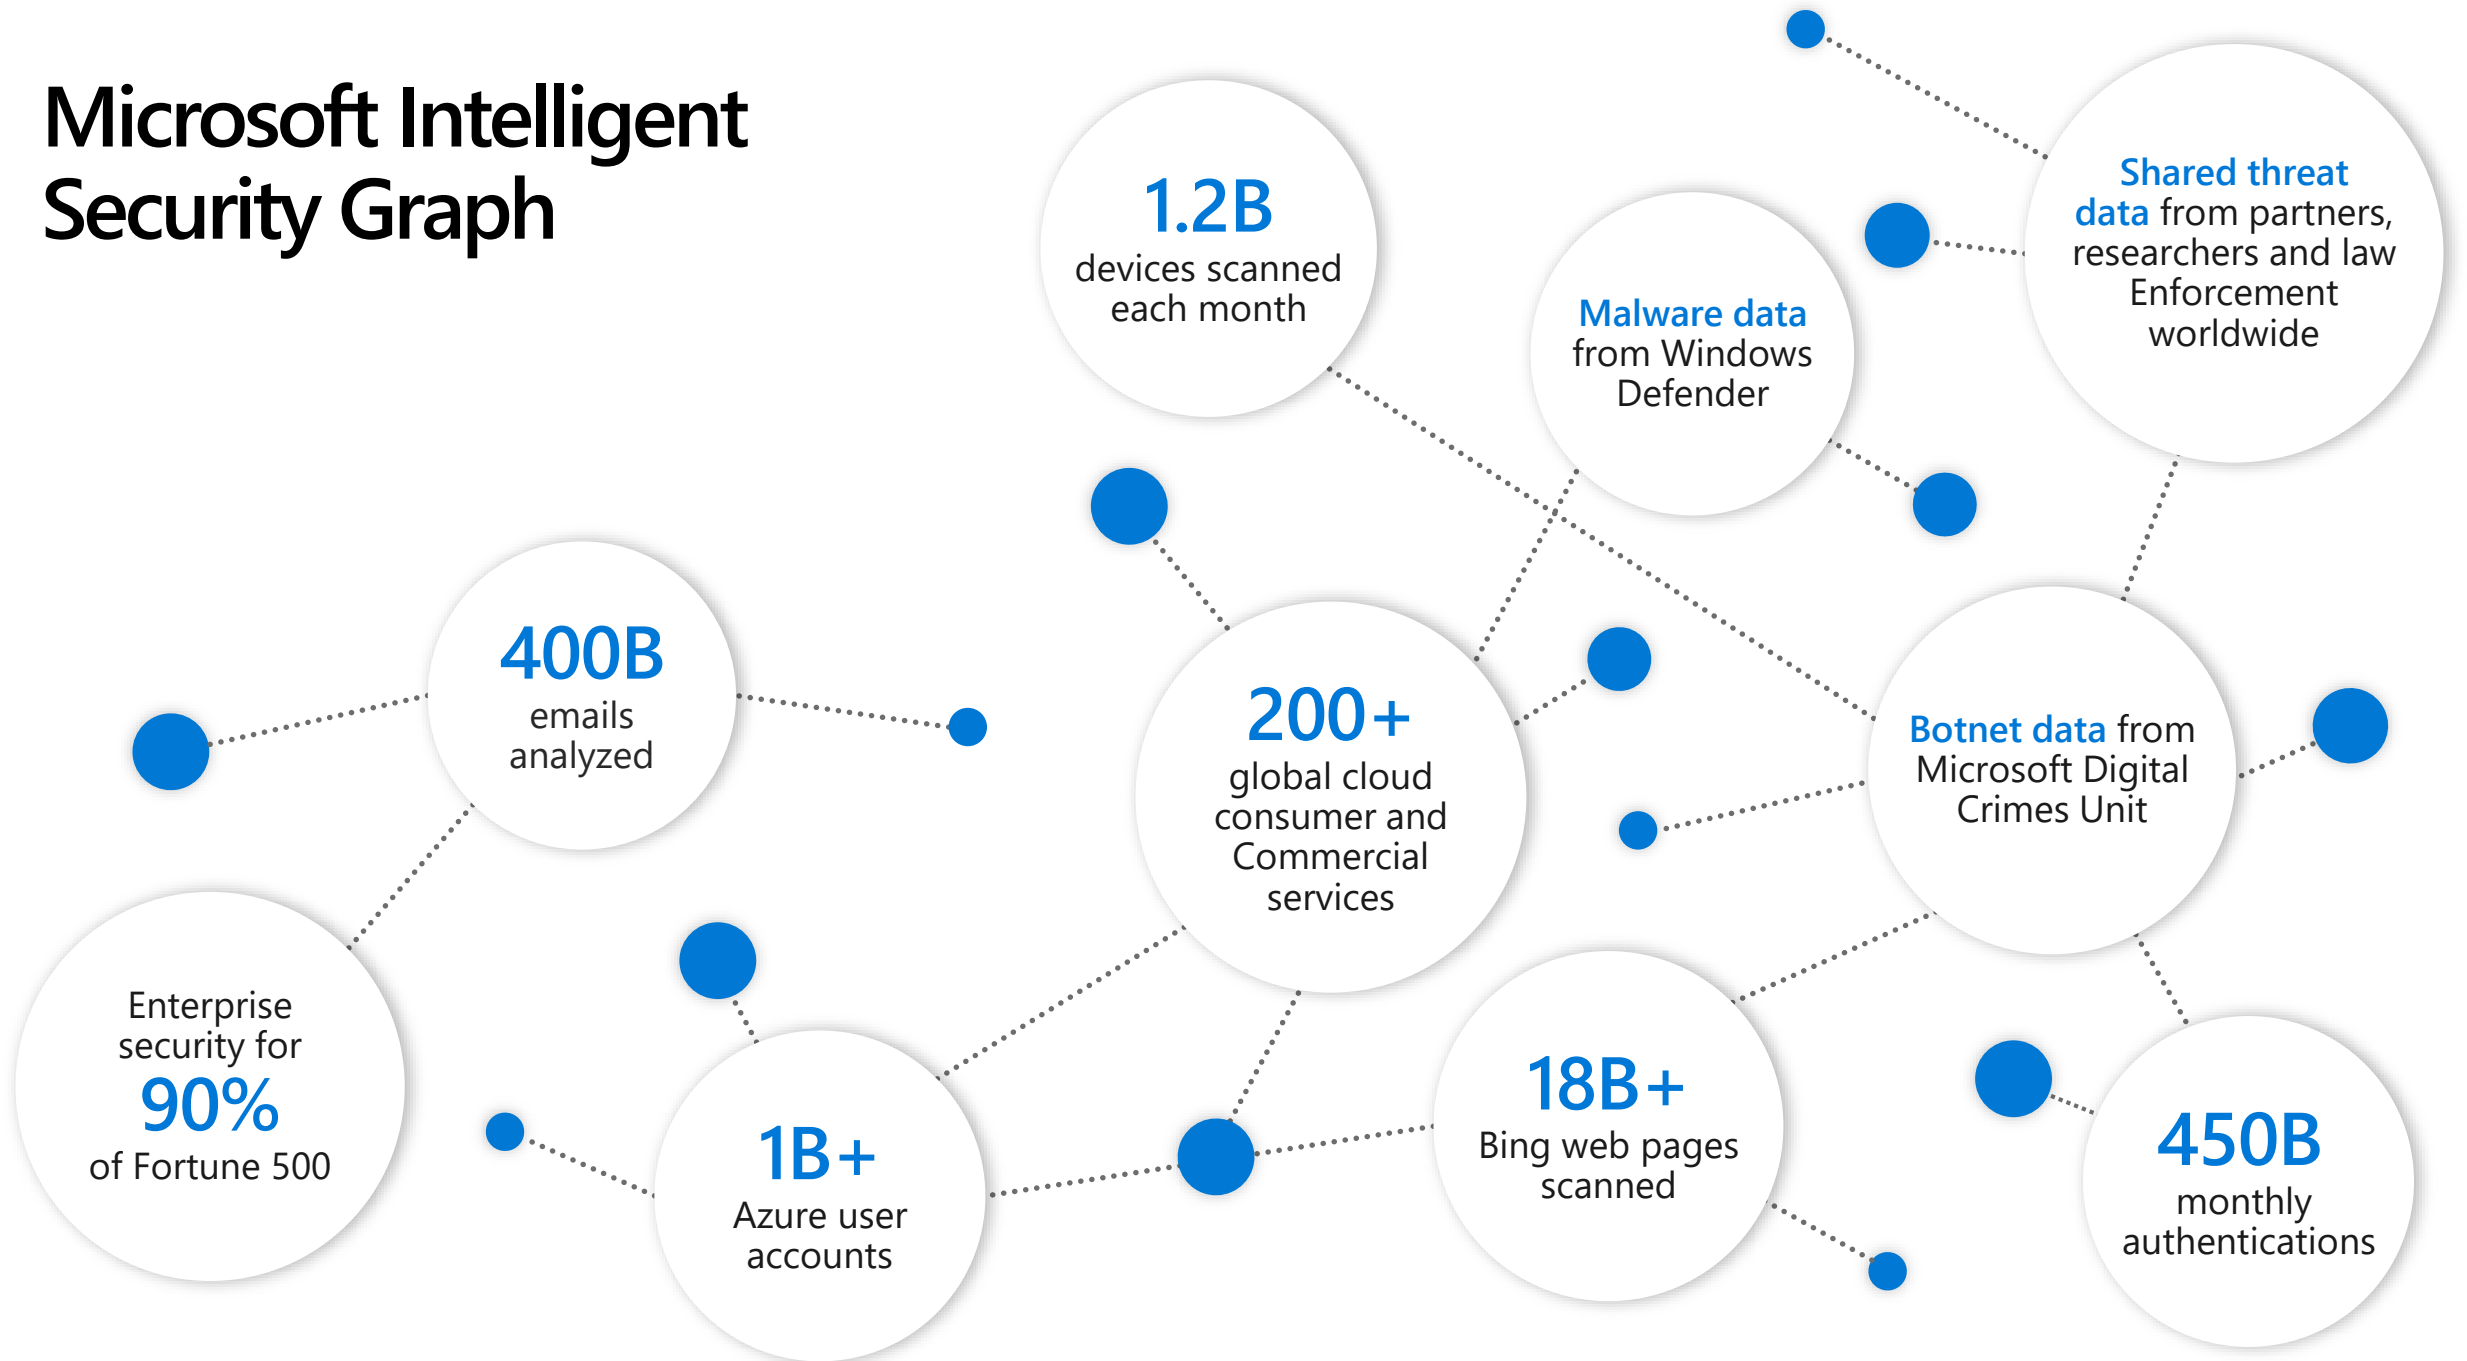 Microsoft Intelligent
Security Graph
1.2B
devices scanned
each month
Malware data
from Windows
Defender
Shared threat
data from partners,
researchers and law
Enforcement
worldwide
400B
emails
analyzed
200+
global cloud
consumer and
Commercial
services
Botnet data from
Microsoft Digital
Crimes Unit
Enterprise
security for
90%
of Fortune 500
1B+
Azure user
accounts
18B+
Bing web pages
scanned
450B
monthly
authentications